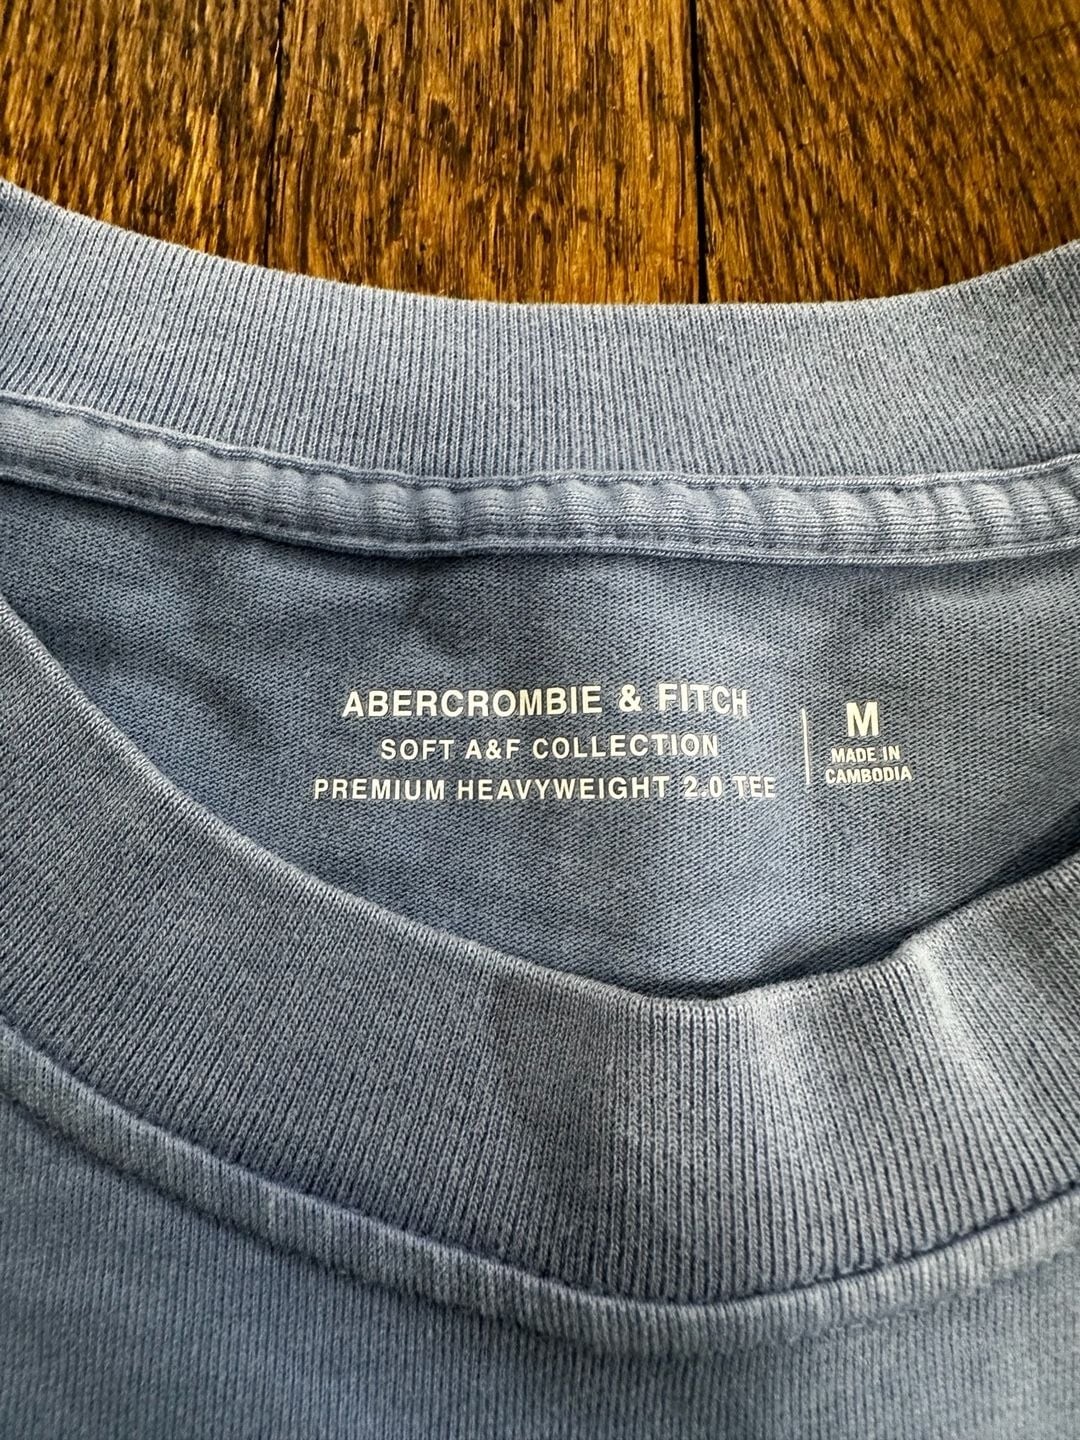 ABERCROMBIE & FITCH
SOFT A&F COLLECTION
PREMIUM HEAVYWEIGHT 2.0 TEE
M
MADE IN
CAMBODIA